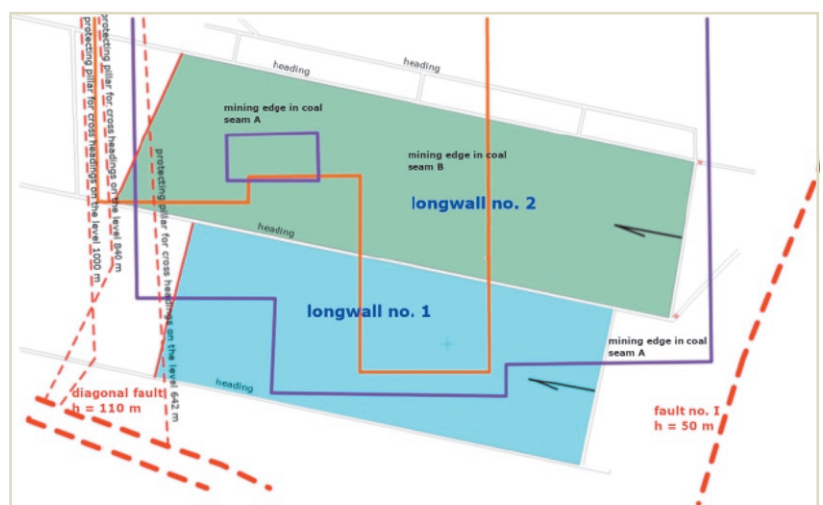 protecting pillar for cross headings on the level 1000 m
protecting pillar for cross headings on the level 840 m
protecting pillar for cross headings on the level 642 m
heading
heading
mining edge in coal
seam A
mining edge in coal
seam B
longwall no. 2
heading
longwall no. 1
mining edge in coal
seam A
heading
diagonal fault
h = 110 m
fault no. I
h = 50 m